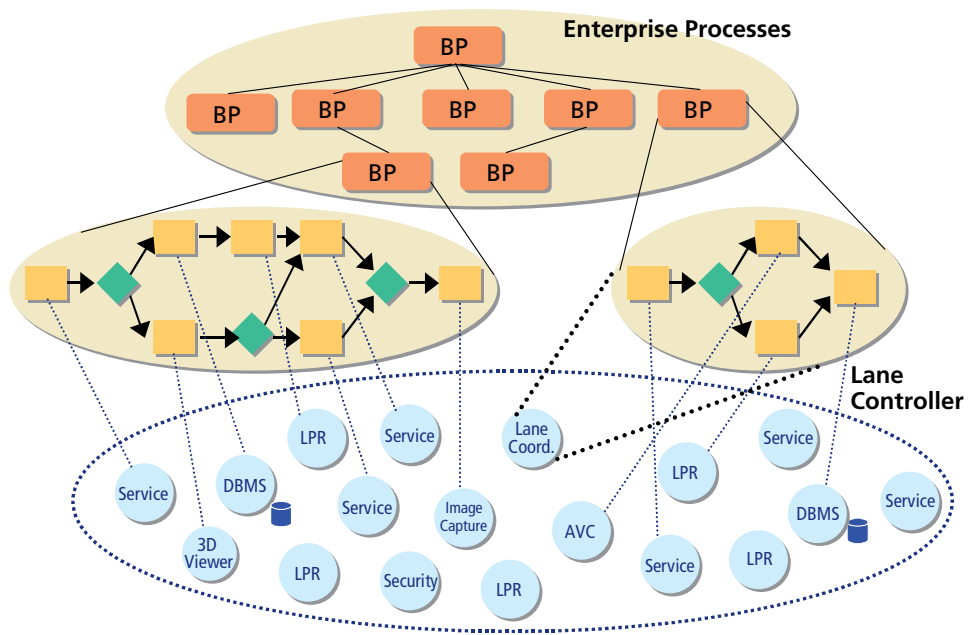 Enterprise Processes
BP
BP
BP
BP
BP
BP
BP
BP
Lane
Controller
LPR
Service
Lane
Coord.
Service
Service
DBMS
Service
Image
Capture
LPR
AVC
DBMS
Service
3D
Viewer
LPR
Security
LPR
Service
LPR